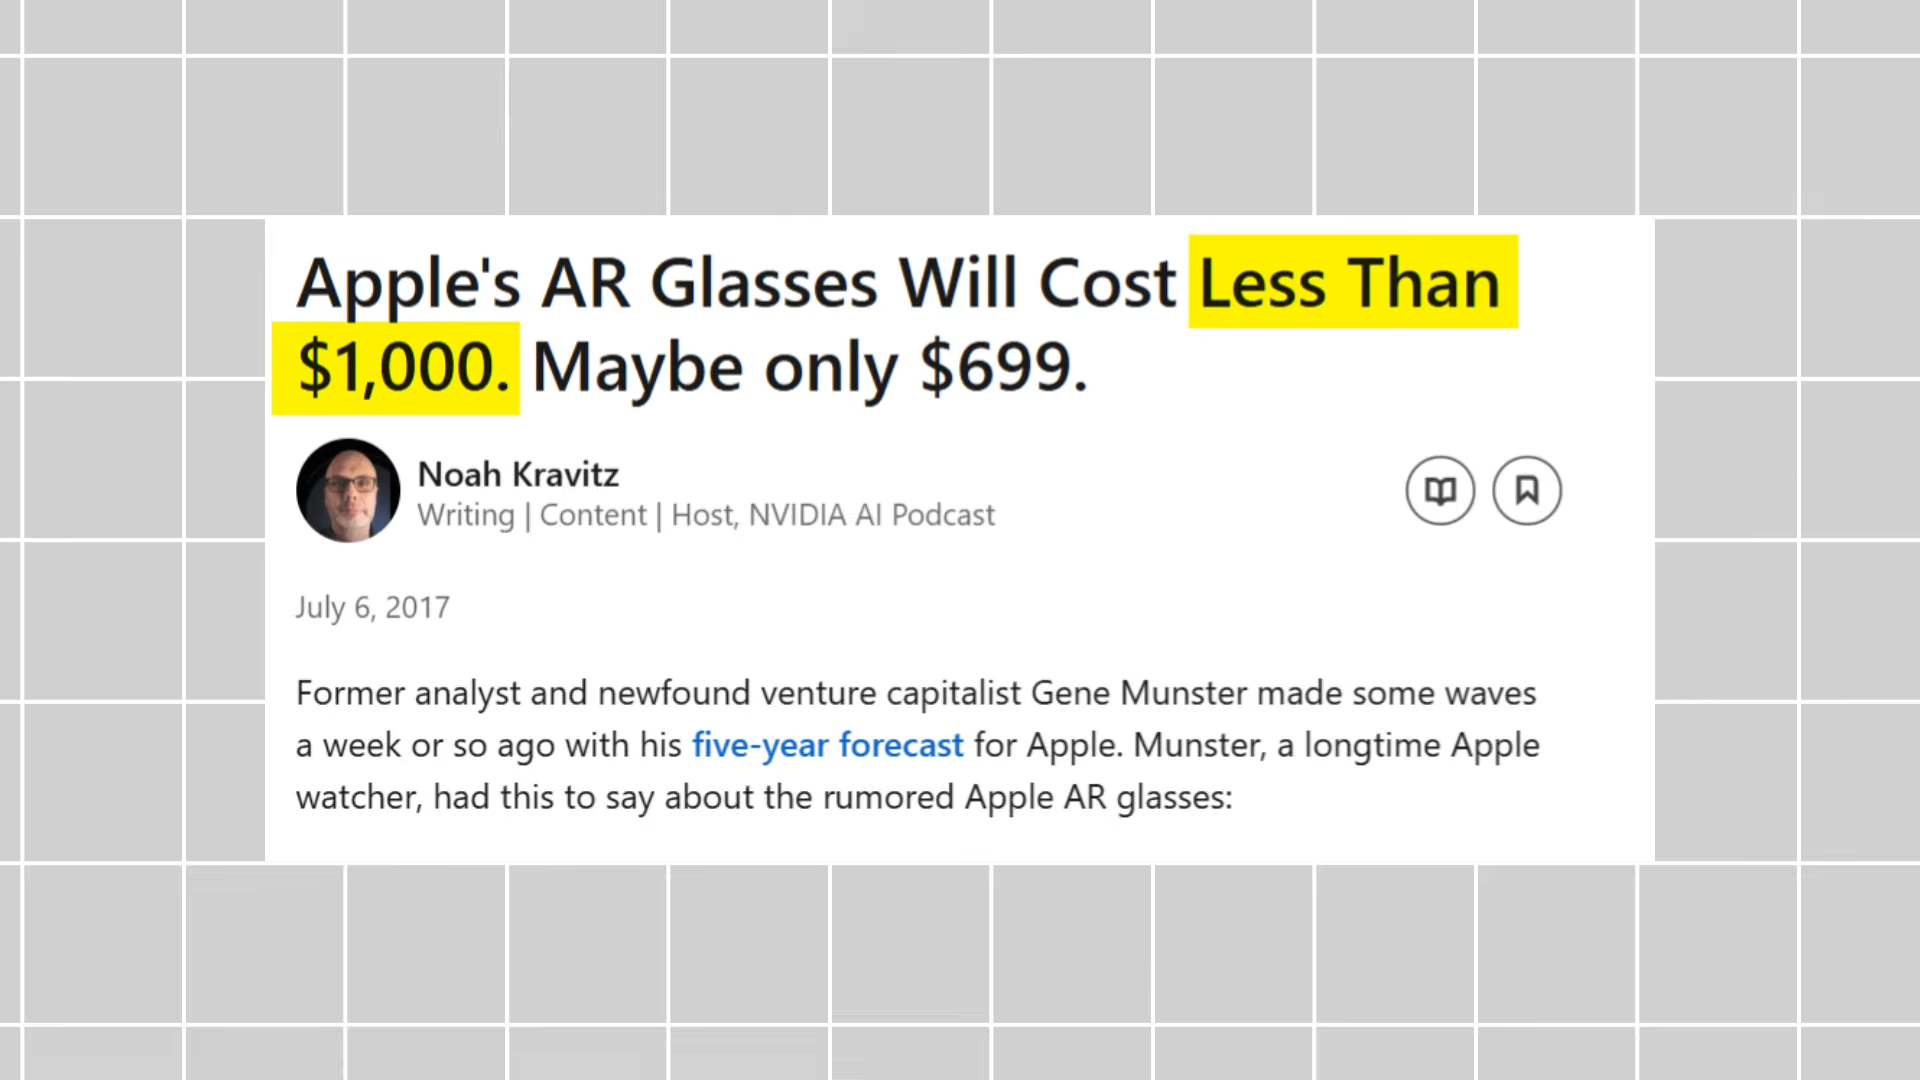 Apple's AR Glasses Will Cost Less Than
$1,000. Maybe only $699.
Noah Kravitz
Writing | Content | Host, NVIDIA AI Podcast
July 6, 2017
Former analyst and newfound venture capitalist Gene Munster made some waves
a week or so ago with his five-year forecast for Apple. Munster, a longtime Apple
watcher, had this to say about the rumored Apple AR glasses: